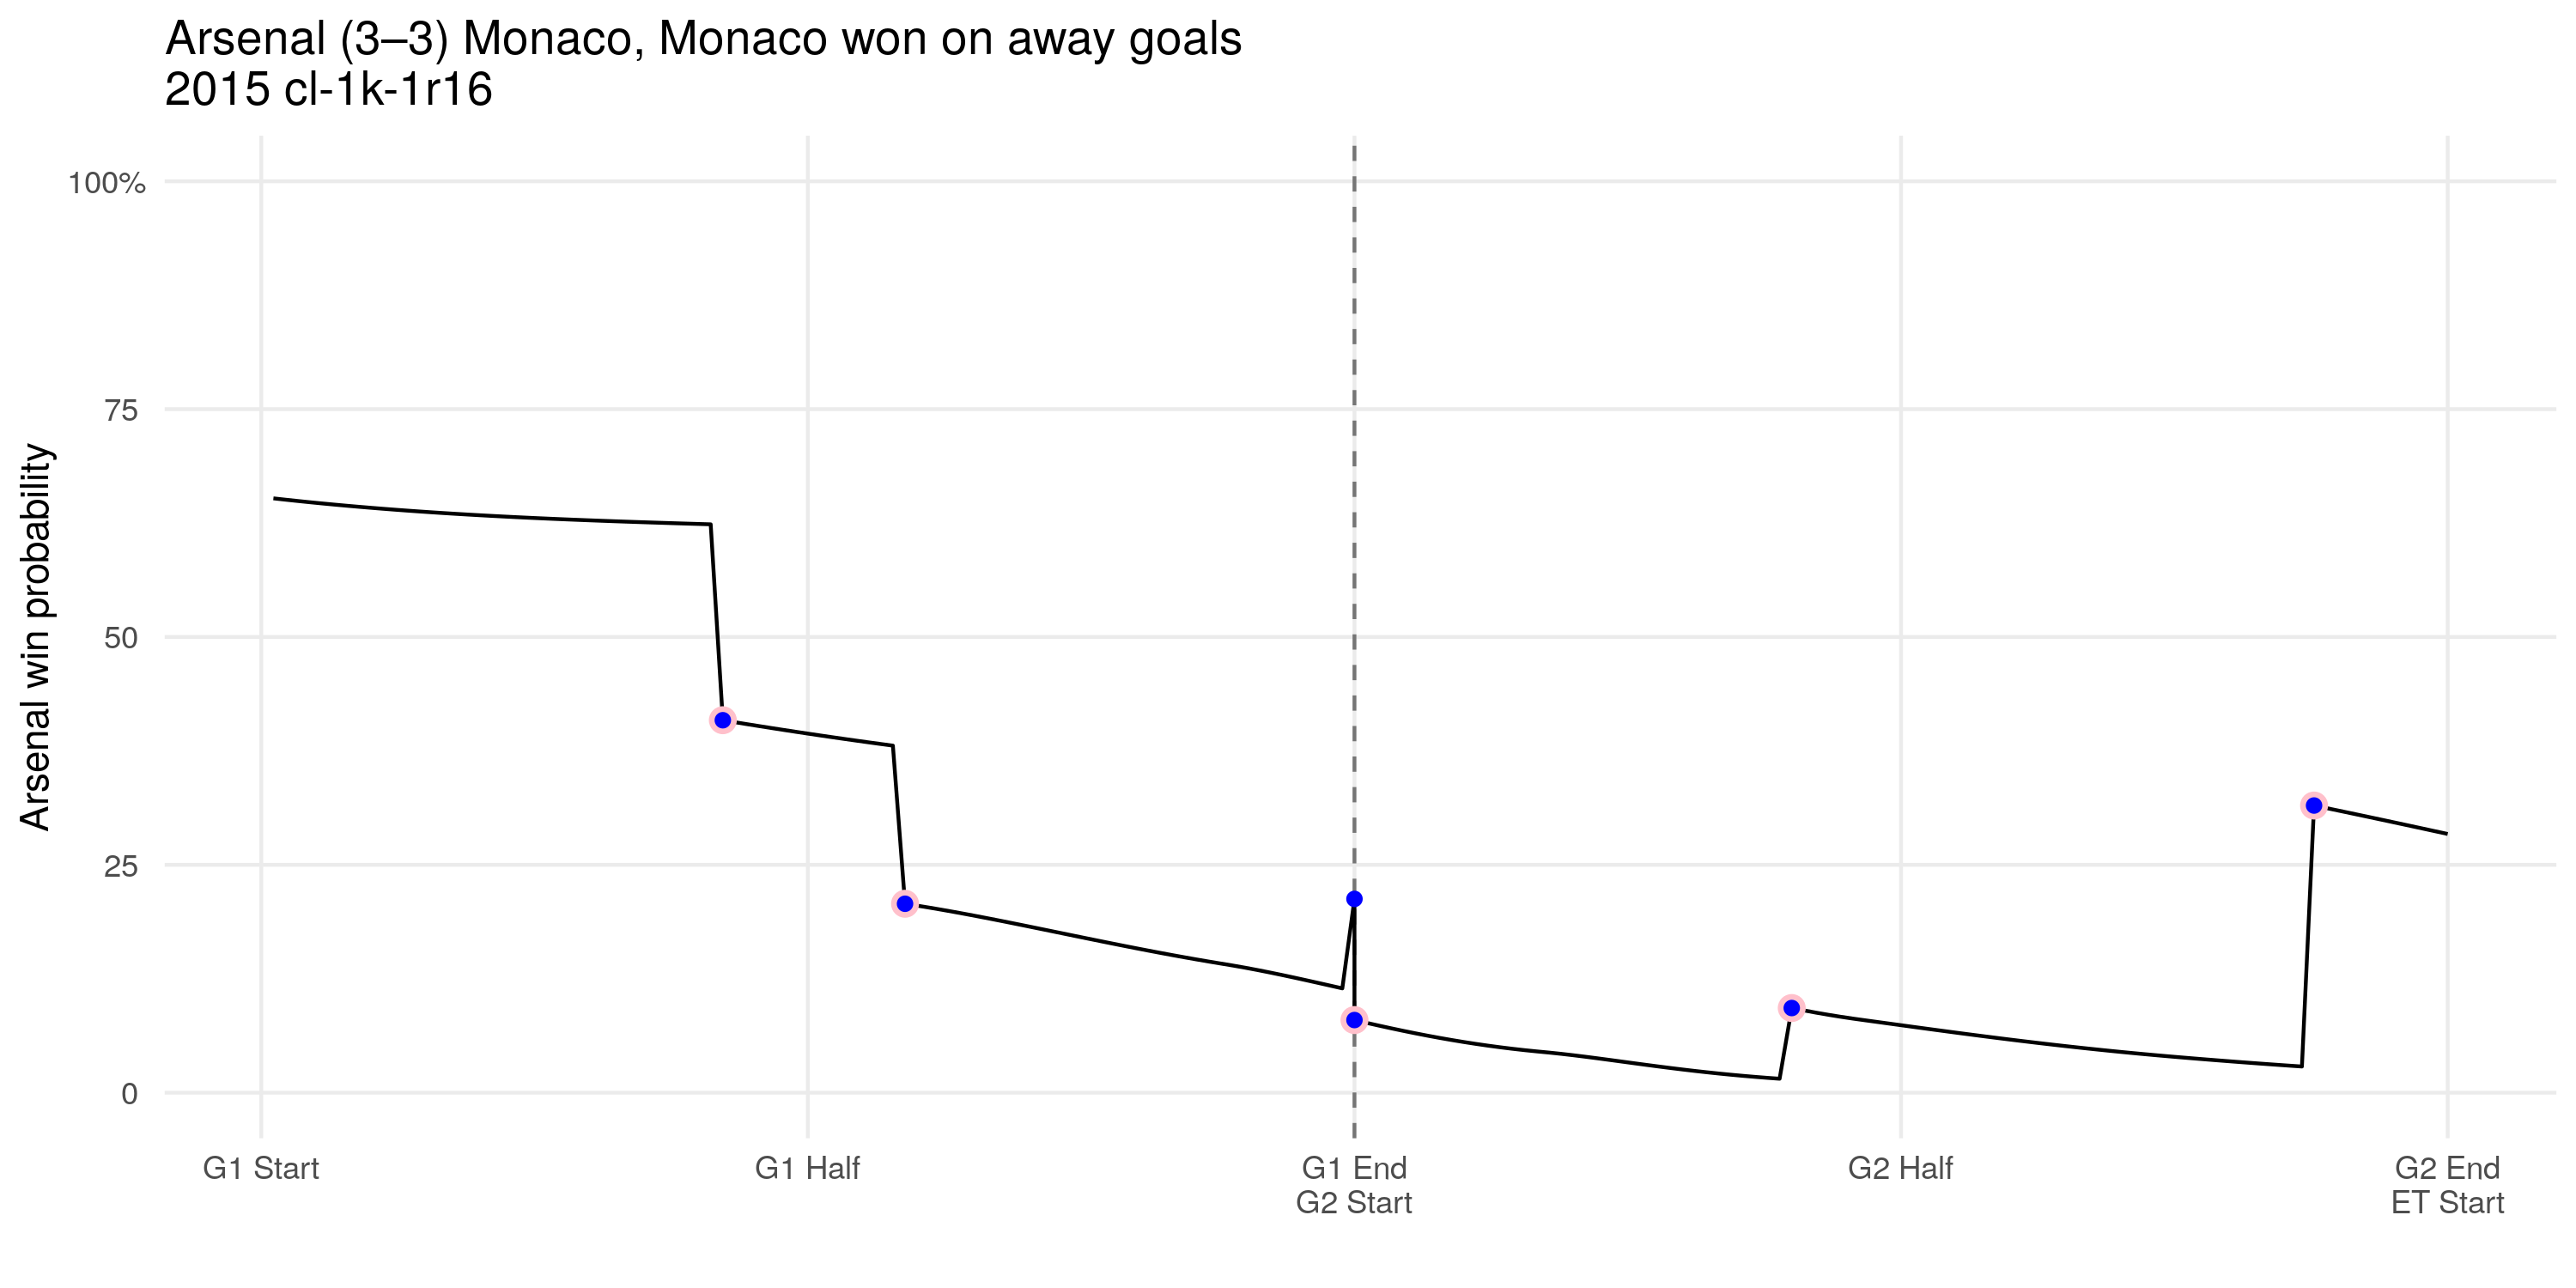 Arsenal (3–3) Monaco, Monaco won on away goals
2015 cl-1k-1r16
Arsenal win probability
100%
75
50
25
0
G1 Start
G1 Half
G1 End
G2 Start
G2 Half
G2 End
ET Start